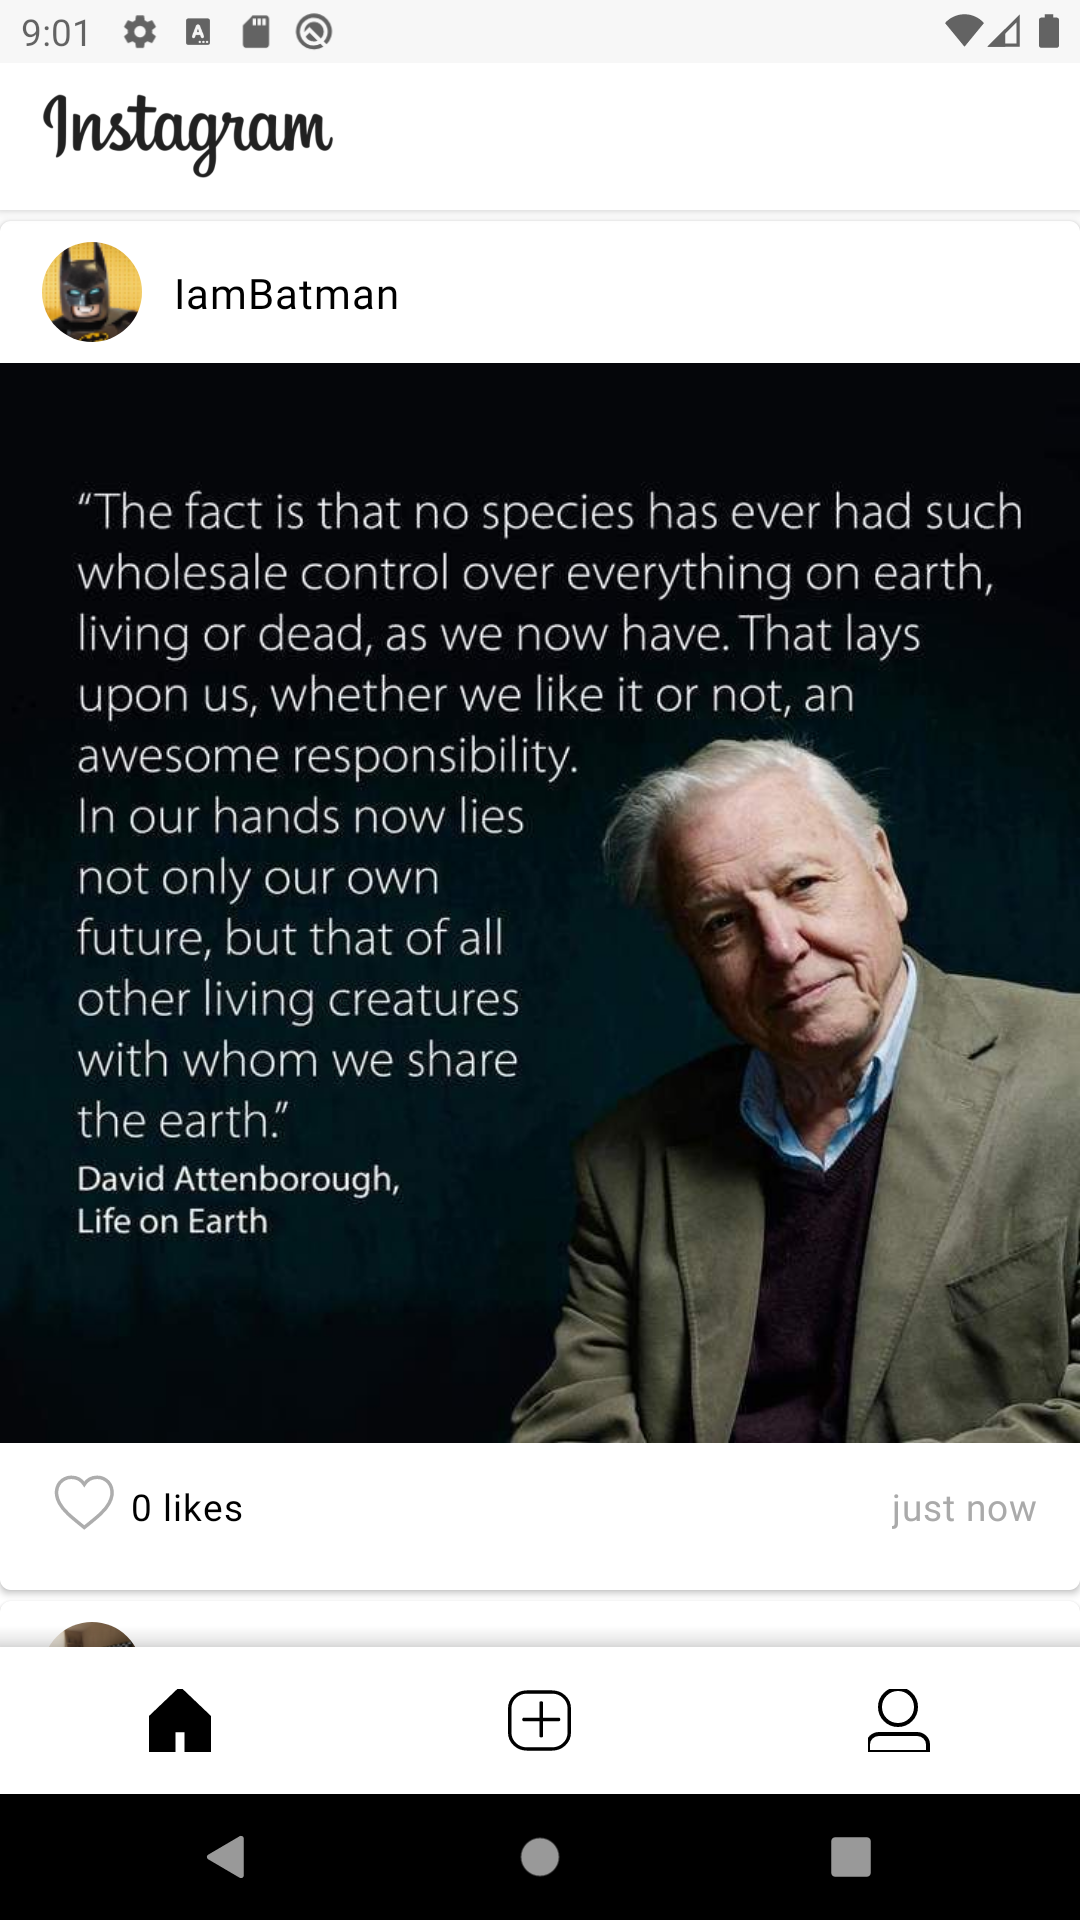 9:01
Instagram
IamBatman
“The fact is that no species has ever had such
wholesale control over everything on earth,
living or dead, as we now have. That lays
upon us, whether we like it or not, an
awesome responsibility.
In our hands now lies
not only our own
future, but that of all
other living creatures
with whom we share
the earth.”
David Attenborough,
Life on Earth
0 likes
just now